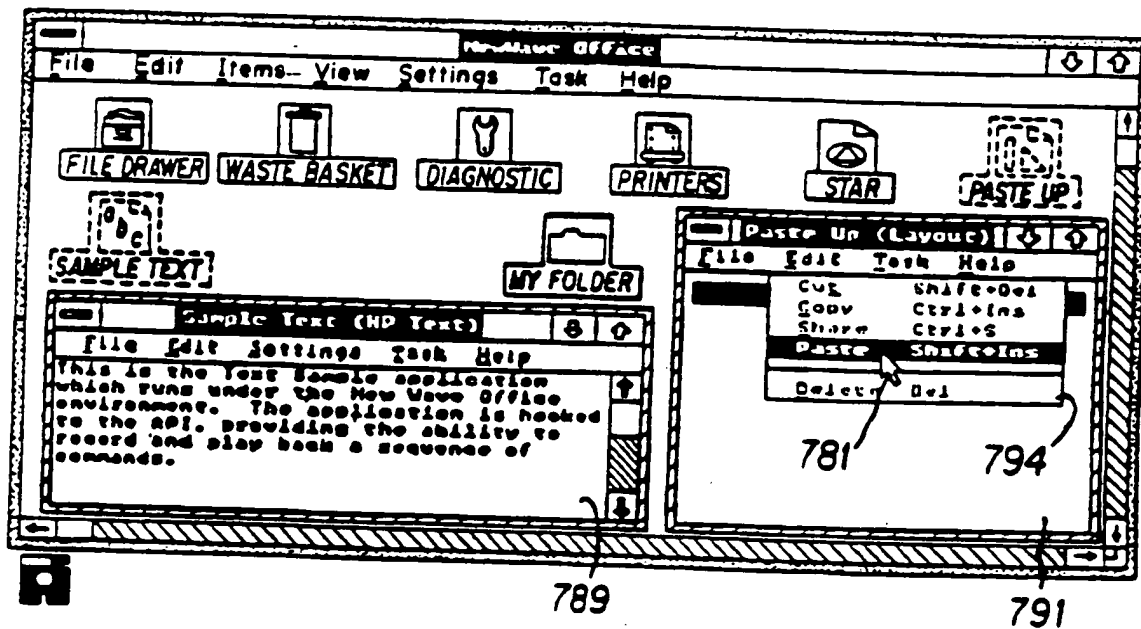 NewWave Office
File Edit Items-- View Settings Task Help
FILE DRAWER WASTE BASKET DIAGNOSTIC PRINTERS STAR PASTE UP
SAMPLE TEXT MY FOLDER
Paste Up (Layout)
File Edit Task Help
Cut Shift+Del
Copy Ctrl+Ins
Share Ctrl+S
Paste Shift+Ins
Delete Del
Sample Text (HP Text)
File Edit Settings Task Help
abc
This is the Text Sample application
which runs under the New Wave Office
environment. The application is hooked
to the API, providing the ability to
record and play back a sequence of
commands.
781 794
789 791